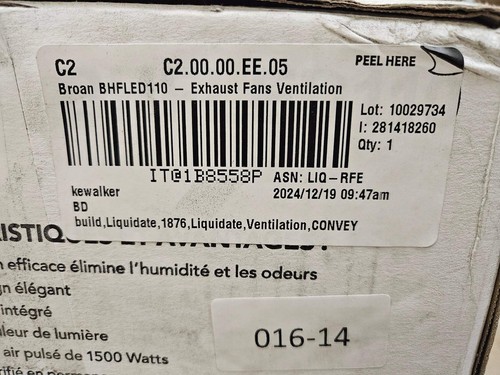 C2 C2.00.00.EE.05 PEEL HERE
Broan BHFLED110 – Exhaust Fans Ventilation
Lot: 10029734
I: 281418260
Qty: 1
IT@1B8558P ASN: LIQ–RFE
kewalker 2024/12/19 09:47am
BD
build,Liquidate,1876,Liquidate,Ventilation,CONVEY
efficace élimine l'humidité et les odeurs
élégant
intégré
de lumière
air pulsé de 1500 Watts
016-14